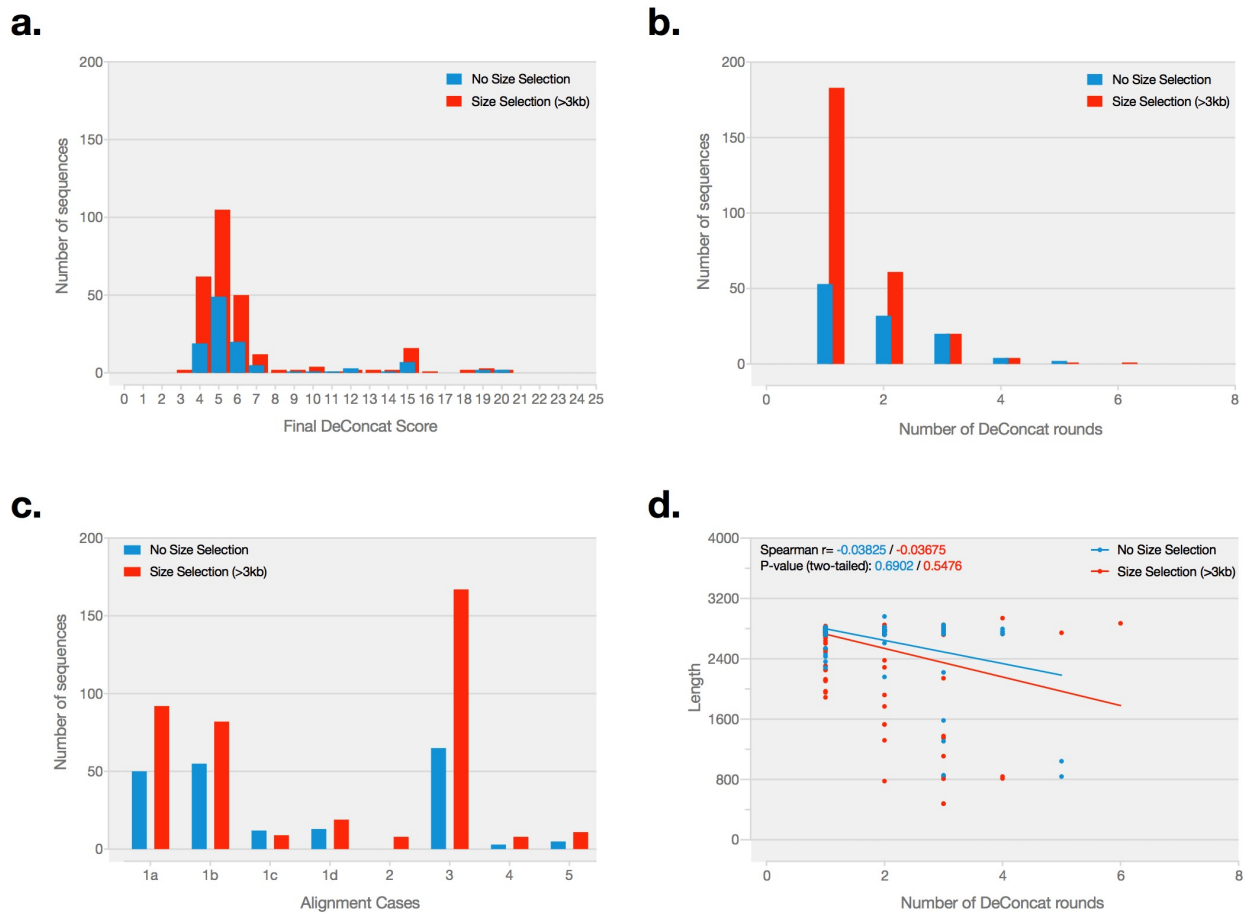 a.
200
150
100
50
0
Number of sequences
No Size Selection
Size Selection (>3kb)
0 1 2 3 4 5 6 7 8 9 10 11 12 13 14 15 16 17 18 19 20 21 22 23 24 25
Final DeConcat Score
b.
200
150
100
50
0
Number of sequences
No Size Selection
Size Selection (>3kb)
0 2 4 6 8
Number of DeConcat rounds
c.
200
150
100
50
0
Number of sequences
No Size Selection
Size Selection (>3kb)
1a 1b 1c 1d 2 3 4 5
Alignment Cases
d.
4000
3200
2400
1600
800
0
Length
Spearman r= -0.03825 / -0.03675
P-value (two-tailed): 0.6902 / 0.5476
No Size Selection
Size Selection (>3kb)
0 2 4 6 8
Number of DeConcat rounds